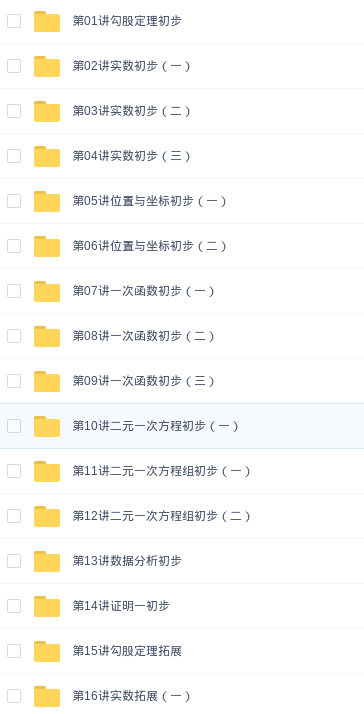 第01讲勾股定理初步
第02讲实数初步（一）
第03讲实数初步（二）
第04讲实数初步（三）
第05讲位置与坐标初步（一）
第06讲位置与坐标初步（二）
第07讲一次函数初步（一）
第08讲一次函数初步（二）
第09讲一次函数初步（三）
第10讲二元一次方程初步（一）
第11讲二元一次方程组初步（一）
第12讲二元一次方程组初步（二）
第13讲数据分析初步
第14讲证明一初步
第15讲勾股定理拓展
第16讲实数拓展（一）